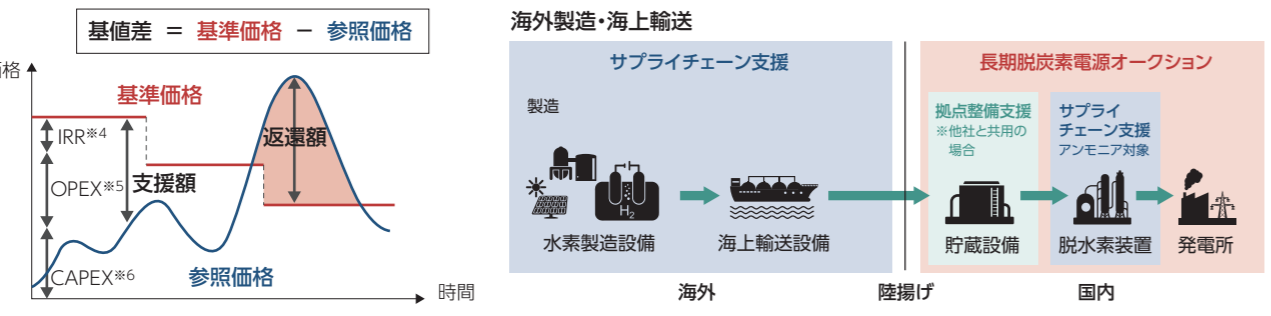 基値差 = 基準価格 − 参照価格
格
基準価格
IRR※4
返還額
OPEX※5
支援額
CAPEX※6
参照価格
時間
海外製造・海上輸送
サプライチェーン支援
製造
H₂
水素製造設備
海上輸送設備
長期脱炭素電源オークション
拠点整備支援
※他社と共用の
場合
サプライ
チェーン支援
アンモニア対象
貯蔵設備
脱水素装置
発電所
海外
陸揚げ
国内